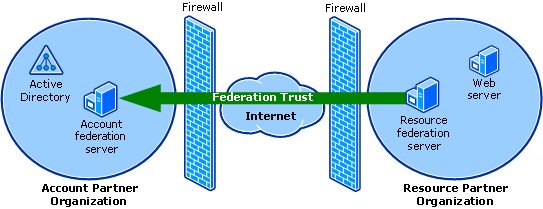 Firewall
Firewall
Active
Directory
Account
federation
server
Federation Trust
Internet
Web
server
Resource
federation
server
Account Partner
Organization
Resource Partner
Organization